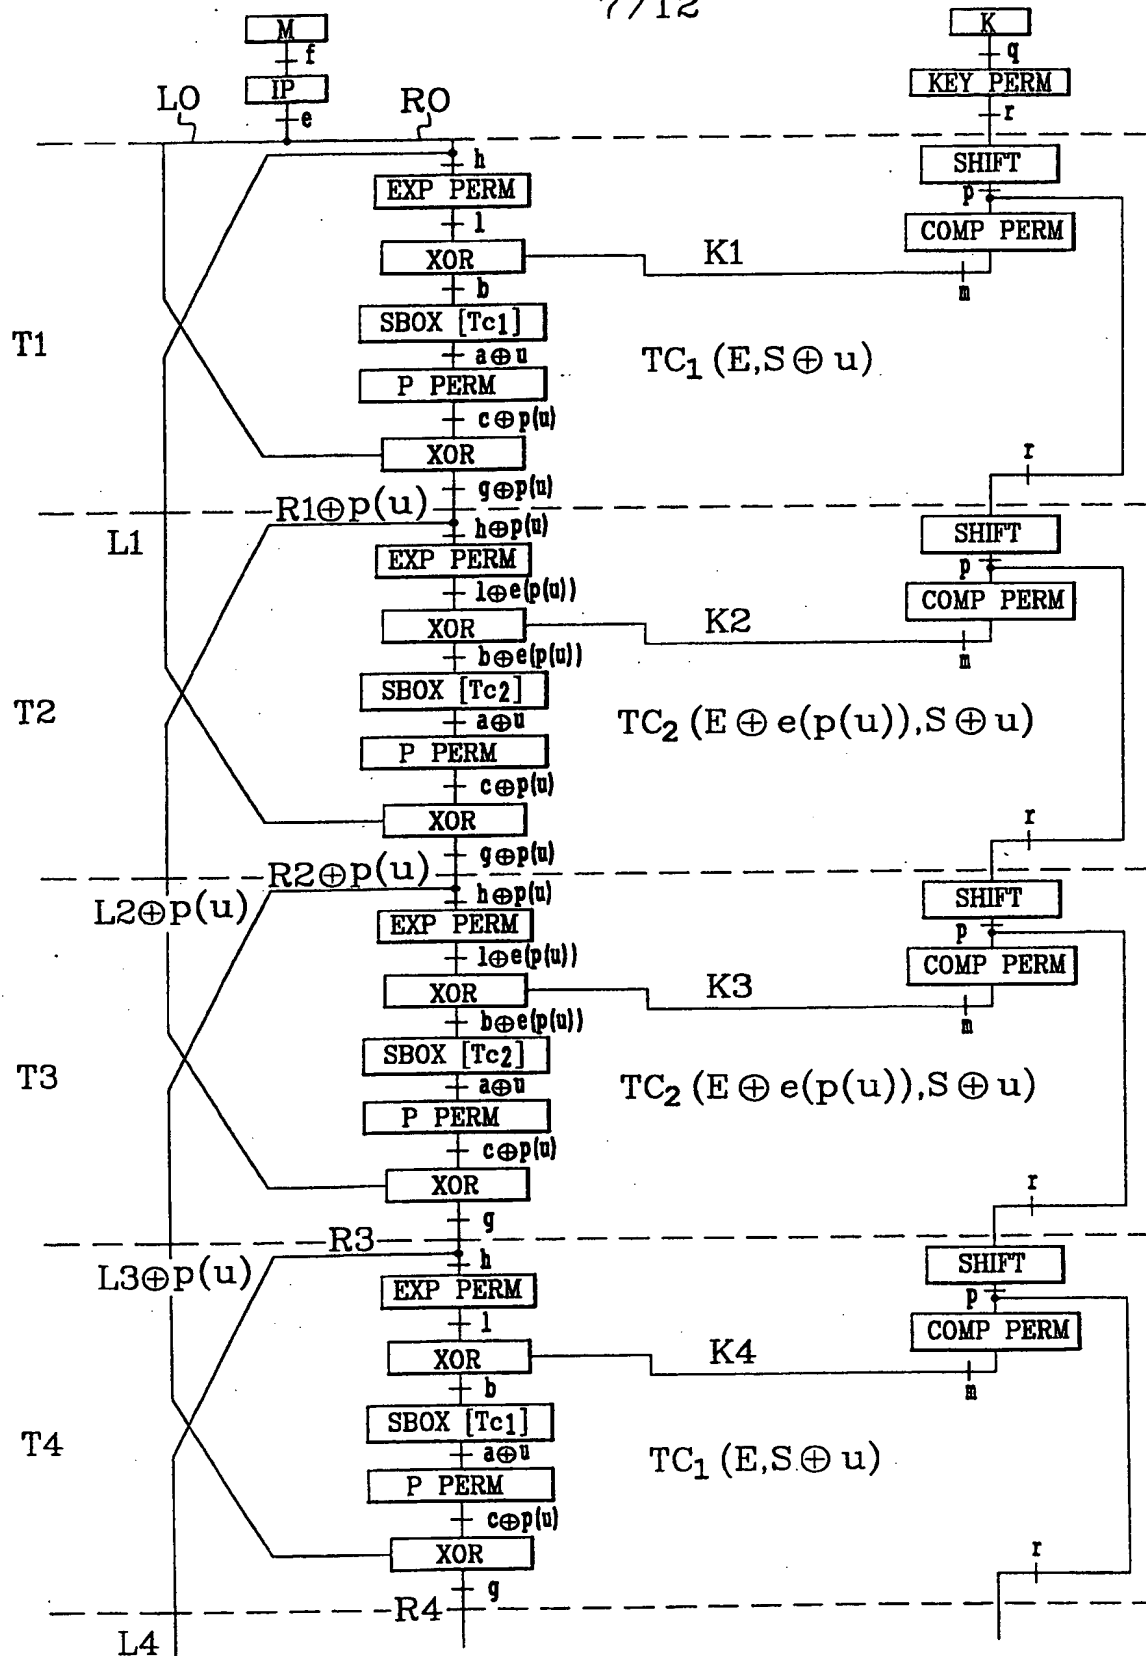 7/12
M
K
f
q
IP
KEY PERM
L0
R0
e
r
h
SHIFT
EXP PERM
p
l
COMP PERM
XOR
K1
m
b
SBOX [Tc1]
T1
a⊕u
TC₁ (E,S ⊕ u)
P PERM
c⊕p(u)
XOR
r
g⊕p(u)
R1⊕p(u)
L1
h⊕p(u)
SHIFT
EXP PERM
p
l⊕e(p(u))
COMP PERM
XOR
K2
m
b⊕e(p(u))
SBOX [Tc2]
T2
a⊕u
TC₂ (E ⊕ e(p(u)),S ⊕ u)
P PERM
c⊕p(u)
XOR
r
g⊕p(u)
R2⊕p(u)
L2⊕p(u)
h⊕p(u)
SHIFT
EXP PERM
p
l⊕e(p(u))
COMP PERM
XOR
K3
m
b⊕e(p(u))
SBOX [Tc2]
T3
a⊕u
TC₂ (E ⊕ e(p(u)),S ⊕ u)
P PERM
c⊕p(u)
XOR
r
g
R3
L3⊕p(u)
h
SHIFT
EXP PERM
p
l
COMP PERM
XOR
K4
m
b
SBOX [Tc1]
T4
a⊕u
TC₁ (E,S ⊕ u)
P PERM
c⊕p(u)
XOR
r
g
R4
L4